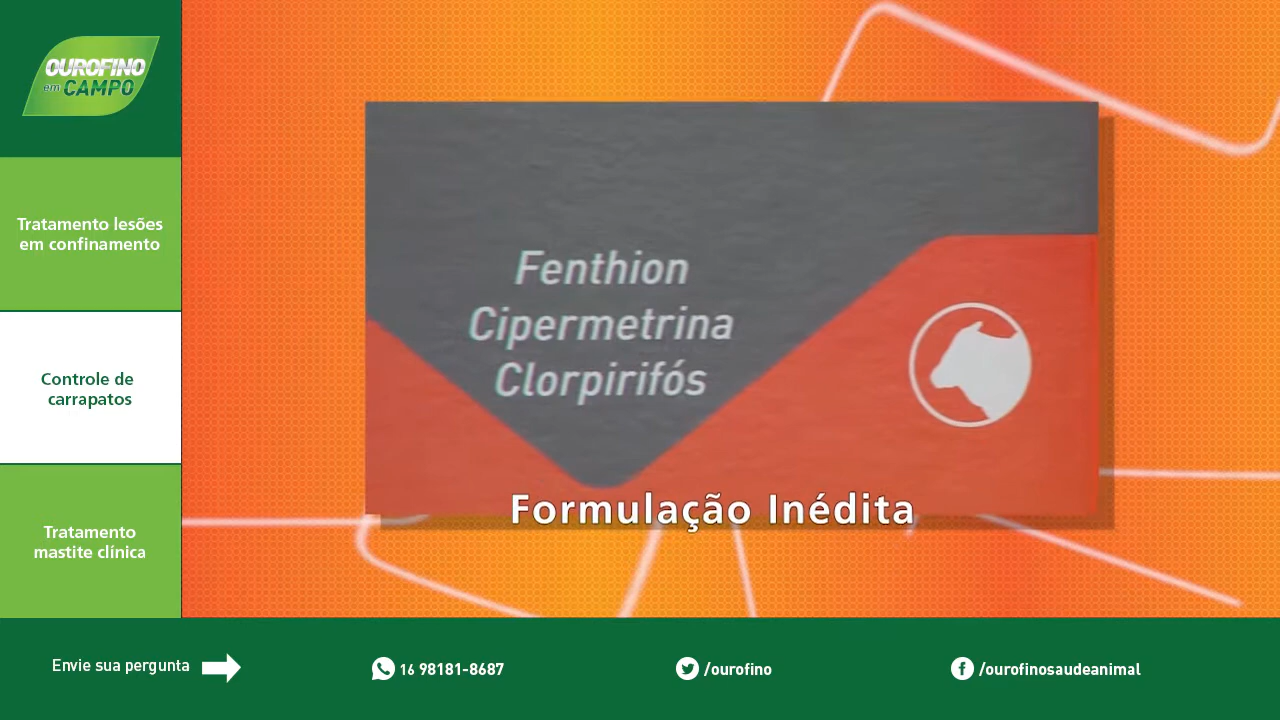 OUROFINO
em CAMPO
Tratamento lesões
em confinamento
Controle de
carrapatos
Tratamento
mastite clínica
Fenthion
Cipermetrina
Clorpirifós
Formulação Inédita
Envie sua pergunta
16 98181-8687
/ourofino
/ourofinosaudeanimal